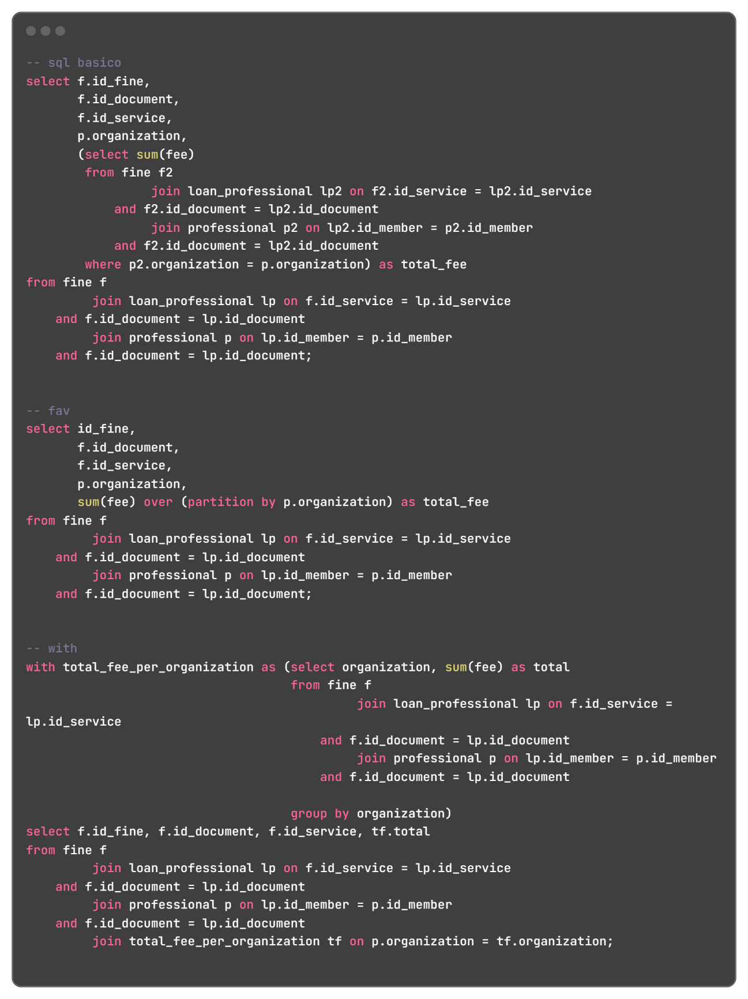 -- sql basico
select f.id_fine,
       f.id_document,
       f.id_service,
       p.organization,
       (select sum(fee)
        from fine f2
                 join loan_professional lp2 on f2.id_service = lp2.id_service
            and f2.id_document = lp2.id_document
                 join professional p2 on lp2.id_member = p2.id_member
            and f2.id_document = lp2.id_document
        where p2.organization = p.organization) as total_fee
from fine f
         join loan_professional lp on f.id_service = lp.id_service
    and f.id_document = lp.id_document
         join professional p on lp.id_member = p.id_member
    and f.id_document = lp.id_document;
-- fav
select id_fine,
       f.id_document,
       f.id_service,
       p.organization,
       sum(fee) over (partition by p.organization) as total_fee
from fine f
         join loan_professional lp on f.id_service = lp.id_service
    and f.id_document = lp.id_document
         join professional p on lp.id_member = p.id_member
    and f.id_document = lp.id_document;
-- with
with total_fee_per_organization as (select organization, sum(fee) as total
                                    from fine f
                                             join loan_professional lp on f.id_service =
lp.id_service
                                        and f.id_document = lp.id_document
                                             join professional p on lp.id_member = p.id_member
                                        and f.id_document = lp.id_document
                                    group by organization)
select f.id_fine, f.id_document, f.id_service, tf.total
from fine f
         join loan_professional lp on f.id_service = lp.id_service
    and f.id_document = lp.id_document
         join professional p on lp.id_member = p.id_member
    and f.id_document = lp.id_document
         join total_fee_per_organization tf on p.organization = tf.organization;